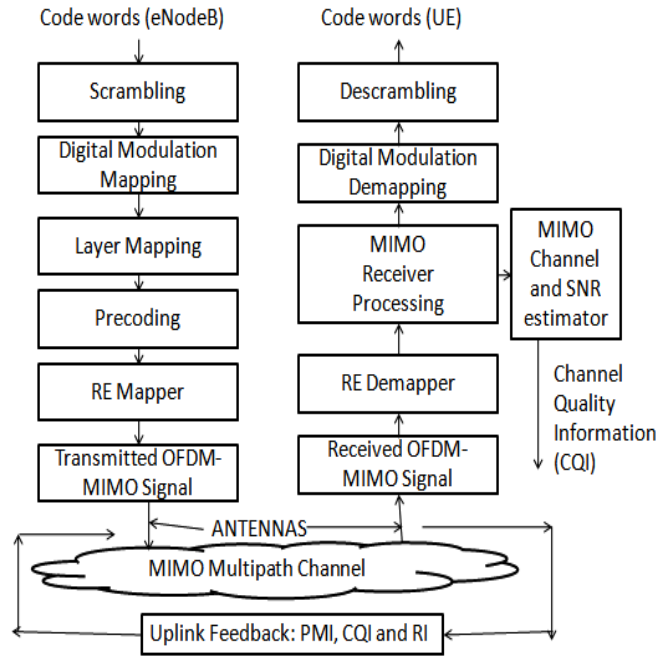 Code words (eNodeB)
Scrambling
Digital Modulation
Mapping
Layer Mapping
Precoding
RE Mapper
Transmitted OFDM-
MIMO Signal
Code words (UE)
Descrambling
Digital Modulation
Demapping
MIMO
Receiver
Processing
RE Demapper
Received OFDM-
MIMO Signal
MIMO
Channel
and SNR
estimator
Channel
Quality
Information
(CQI)
ANTENNAS
MIMO Multipath Channel
Uplink Feedback: PMI, CQI and RI